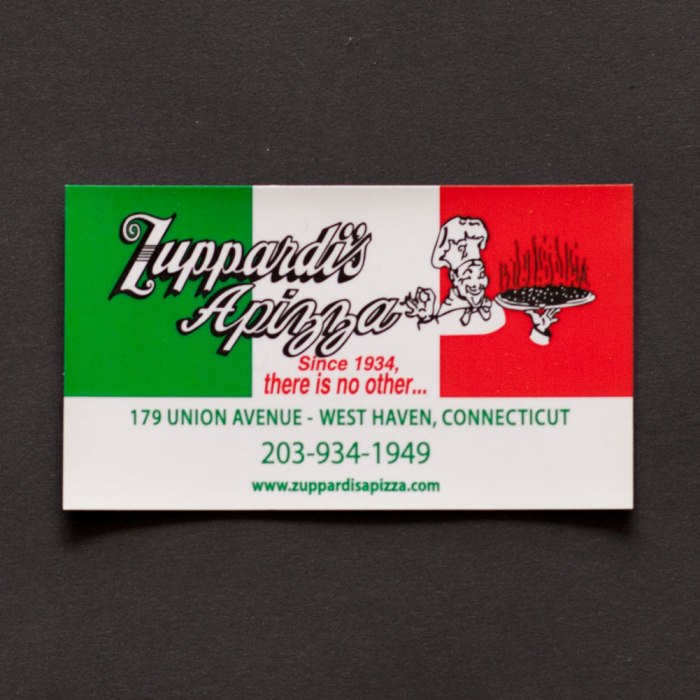 Zuppardi's
Apizza
Since 1934,
there is no other...
179 UNION AVENUE - WEST HAVEN, CONNECTICUT
203-934-1949
www.zuppardisapizza.com